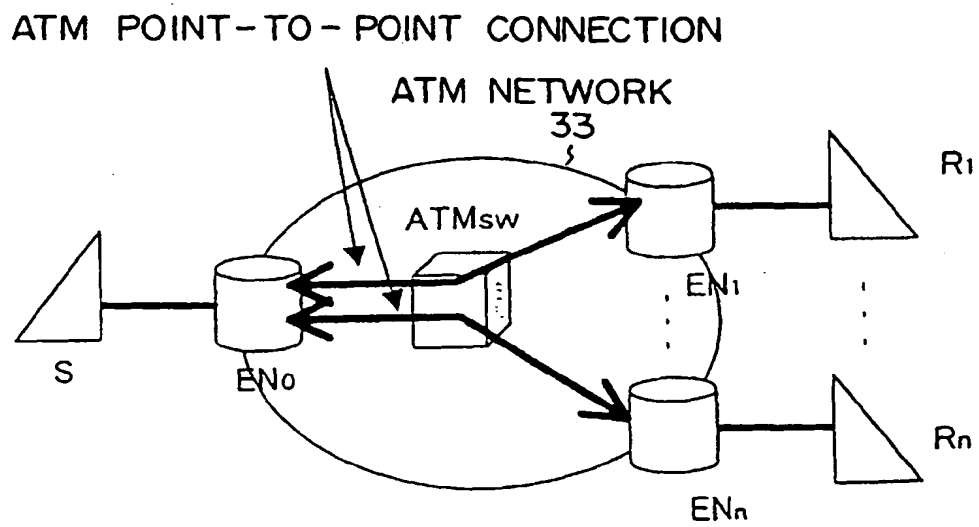 ATM POINT-TO-POINT CONNECTION
ATM NETWORK
33
R1
ATMSW
EN1
S
EN0
Rn
ENn